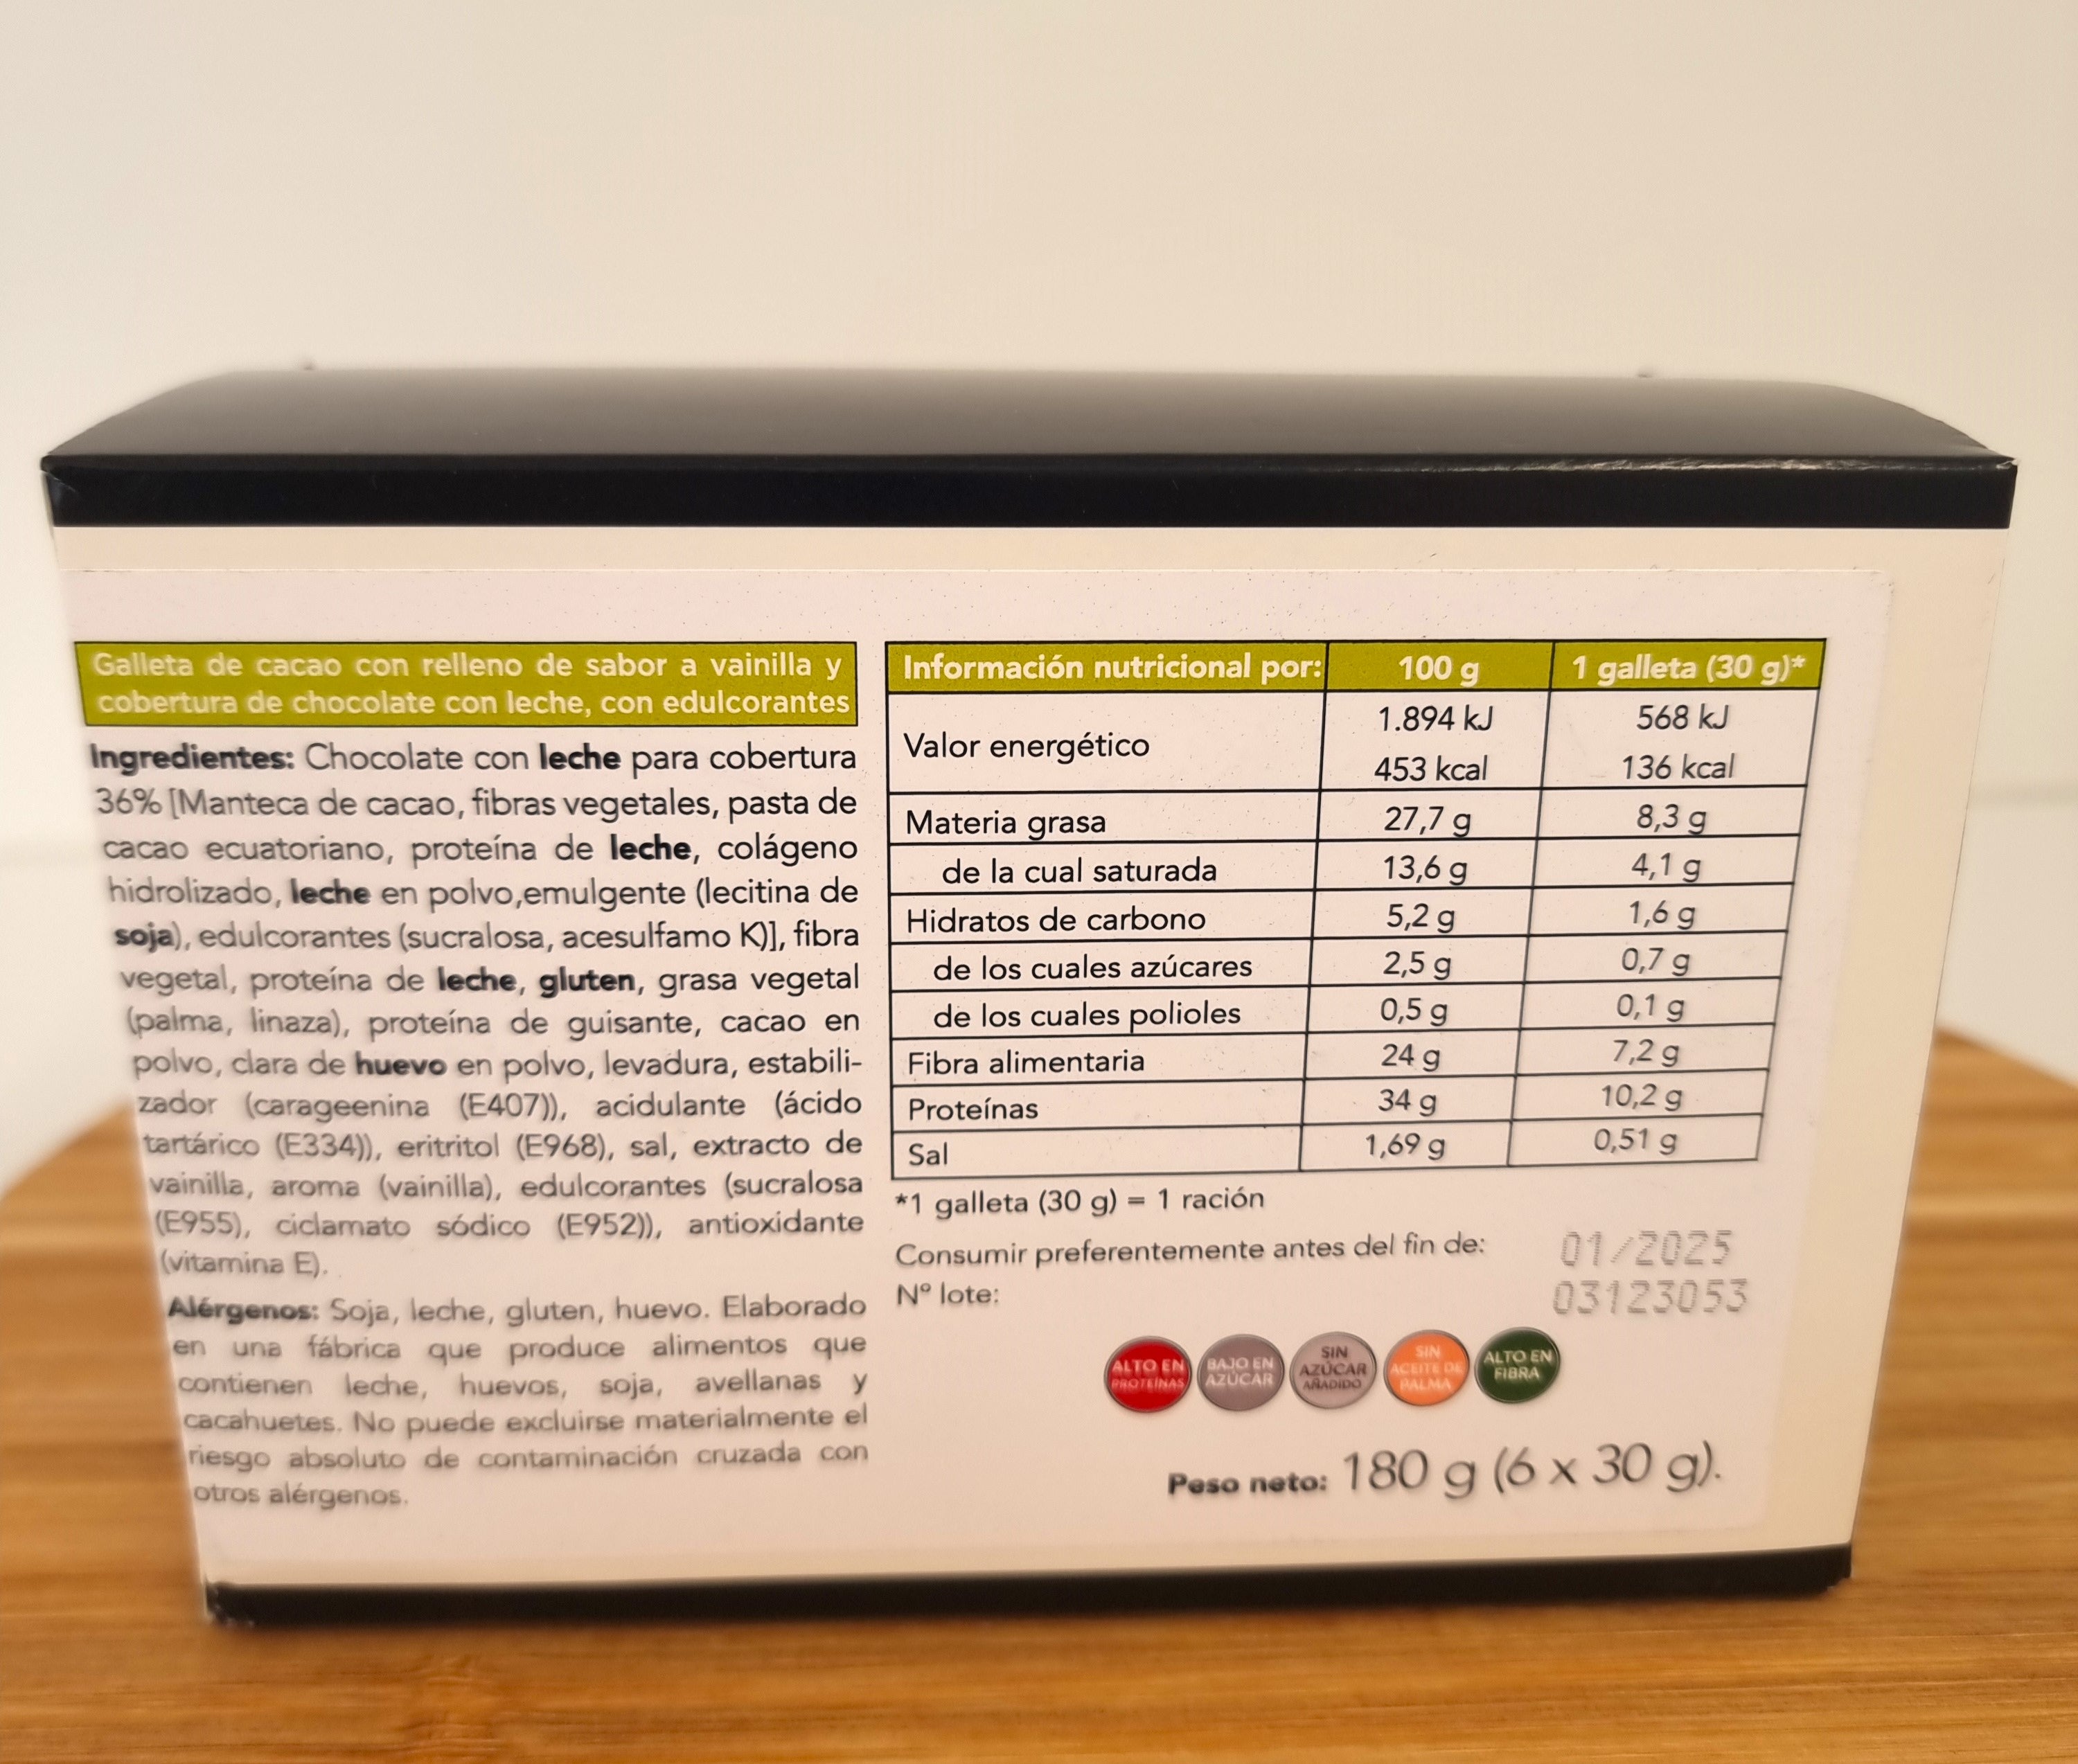 Galleta de cacao con relleno de sabor a vainilla y
cobertura de chocolate con leche, con edulcorantes
Ingredientes: Chocolate con leche para cobertura
36% [Manteca de cacao, fibras vegetales, pasta de
cacao ecuatoriano, proteína de leche, colágeno
hidrolizado, leche en polvo,emulgente (lecitina de
soja), edulcorantes (sucralosa, acesulfamo K)], fibra
vegetal, proteína de leche, gluten, grasa vegetal
(palma, linaza), proteína de guisante, cacao en
polvo, clara de huevo en polvo, levadura, estabili-
zador (carageenina (E407)), acidulante (ácido
tartárico (E334)), eritritol (E968), sal, extracto de
vainilla, aroma (vainilla), edulcorantes (sucralosa
(E955), ciclamato sódico (E952)), antioxidante
(vitamina E).
Alérgenos: Soja, leche, gluten, huevo. Elaborado
en una fábrica que produce alimentos que
contienen leche, huevos, soja, avellanas y
cacahuetes. No puede excluirse materialmente el
riesgo absoluto de contaminación cruzada con
otros alérgenos.
Información nutricional por: 100 g 1 galleta (30 g)*
Valor energético 1.894 kJ 568 kJ
453 kcal 136 kcal
Materia grasa 27,7 g 8,3 g
de la cual saturada 13,6 g 4,1 g
Hidratos de carbono 5,2 g 1,6 g
de los cuales azúcares 2,5 g 0,7 g
de los cuales polioles 0,5 g 0,1 g
Fibra alimentaria 24 g 7,2 g
Proteínas 34 g 10,2 g
Sal 1,69 g 0,51 g
*1 galleta (30 g) = 1 ración
Consumir preferentemente antes del fin de: 01/2025
Nº lote: 03123053
ALTO EN
PROTEÍNAS
BAJO EN
AZÚCAR
SIN
AZÚCAR
AÑADIDO
SIN
ACEITE DE
PALMA
ALTO EN
FIBRA
Peso neto: 180 g (6 x 30 g).